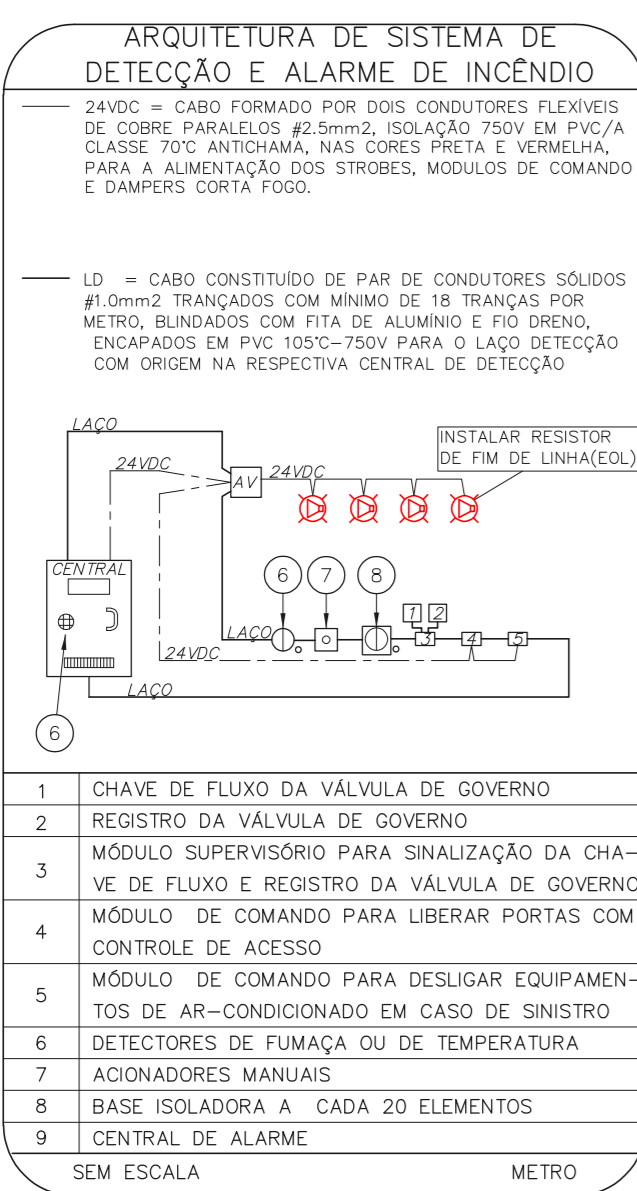 ARQUITETURA DE SISTEMA DE
DETECÇÃO E ALARME DE INCÊNDIO
24VDC = CABO FORMADO POR DOIS CONDUTORES FLEXÍVEIS
DE COBRE PARALELOS #2.5mm2, ISOLAÇÃO 750V EM PVC/A
CLASSE 70°C ANTICHAMA, NAS CORES PRETA E VERMELHA,
PARA A ALIMENTAÇÃO DOS STROBES, MODULOS DE COMANDO
E DAMPERS CORTA FOGO.
LD = CABO CONSTITUÍDO DE PAR DE CONDUTORES SÓLIDOS
#1.0mm2 TRANÇADOS COM MÍNIMO DE 18 TRANÇAS POR
METRO, BLINDADOS COM FITA DE ALUMÍNIO E FIO DRENO,
ENCAPADOS EM PVC 105°C-750V PARA O LAÇO DETECÇÃO
COM ORIGEM NA RESPECTIVA CENTRAL DE DETECÇÃO
LAÇO
INSTALAR RESISTOR
DE FIM DE LINHA(EOL)
24VDC
AV
24VDC
CENTRAL
6
7
8
1
2
LAÇO
3
4
5
24VDC
LAÇO
6
1 CHAVE DE FLUXO DA VÁLVULA DE GOVERNO
2 REGISTRO DA VÁLVULA DE GOVERNO
3 MÓDULO SUPERVISÓRIO PARA SINALIZAÇÃO DA CHA-
VE DE FLUXO E REGISTRO DA VÁLVULA DE GOVERNO
4 MÓDULO DE COMANDO PARA LIBERAR PORTAS COM
CONTROLE DE ACESSO
5 MÓDULO DE COMANDO PARA DESLIGAR EQUIPAMEN-
TOS DE AR-CONDICIONADO EM CASO DE SINISTRO
6 DETECTORES DE FUMAÇA OU DE TEMPERATURA
7 ACIONADORES MANUAIS
8 BASE ISOLADORA A CADA 20 ELEMENTOS
9 CENTRAL DE ALARME
SEM ESCALA METRO